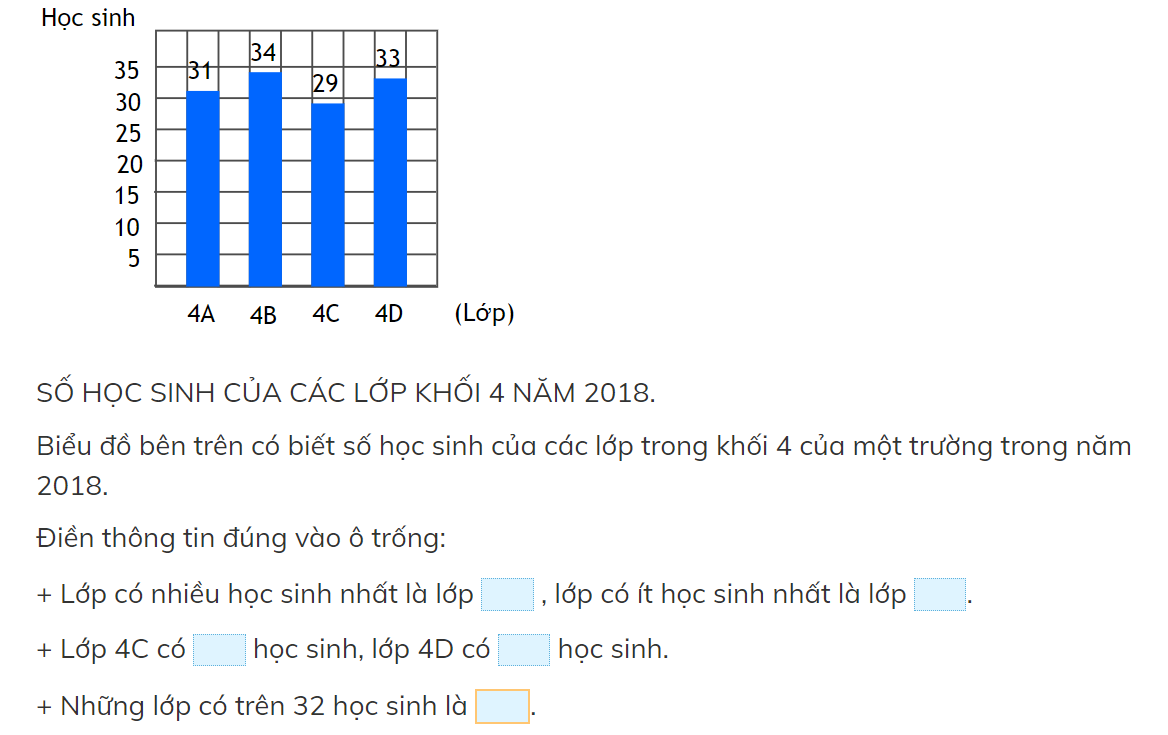 Học sinh
34
33
31
35
29
30
25
20
15
10
5
4A 4B 4C 4D (Lớp)
SỐ HỌC SINH CỦA CÁC LỚP KHỐI 4 NĂM 2018.
Biểu đồ bên trên có biết số học sinh của các lớp trong khối 4 của một trường trong năm
2018.
Điền thông tin đúng vào ô trống:
+ Lớp có nhiều học sinh nhất là lớp , lớp có ít học sinh nhất là lớp .
+ Lớp 4C có học sinh, lớp 4D có học sinh.
+ Những lớp có trên 32 học sinh là .